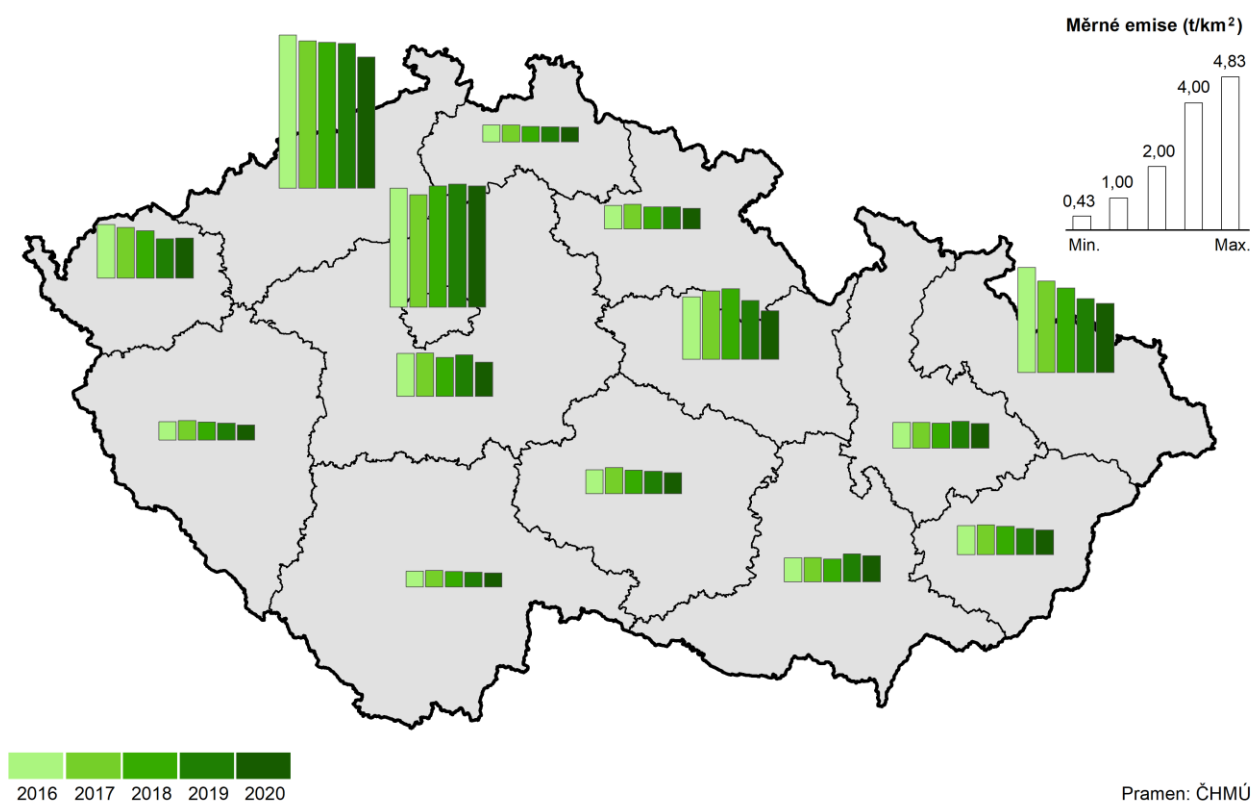 Měrné emise (t/km²)
4,83
4,00
2,00
1,00
0,43
Min. Max.
2016 2017 2018 2019 2020
Pramen: ČHMÚ